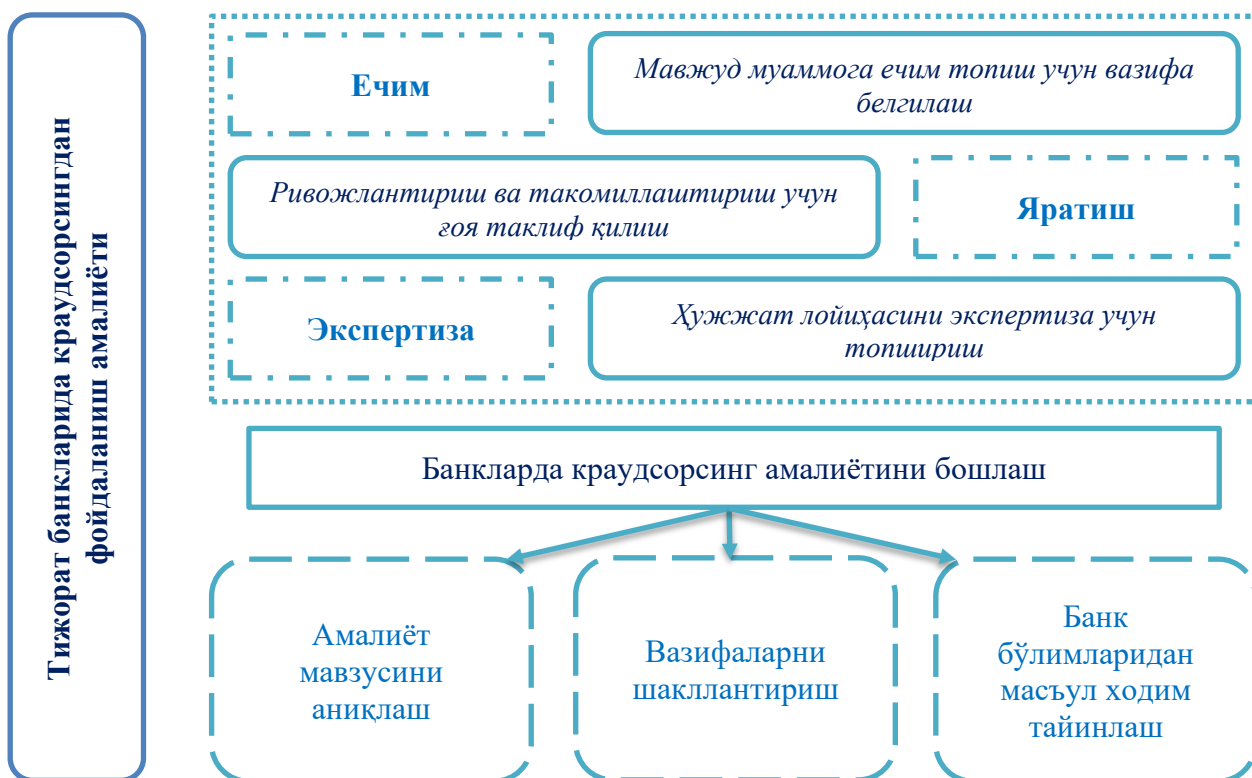 Тижорат банкларида краудсорсингдан
фойдаланиш амалиёти
Ечим
Мавжуд муаммога ечим топиш учун вазифа
белгилаш
Ривожлантириш ва такомиллаштириш учун
ғоя таклиф қилиш
Яратиш
Экспертиза
Ҳужжат лойиҳасини экспертиза учун
топшириш
Банкларда краудсорсинг амалиётини бошлаш
Амалиёт
мавзусини
аниқлаш
Вазифаларни
шакллантириш
Банк
бўлимларидан
масъул ходим
тайинлаш